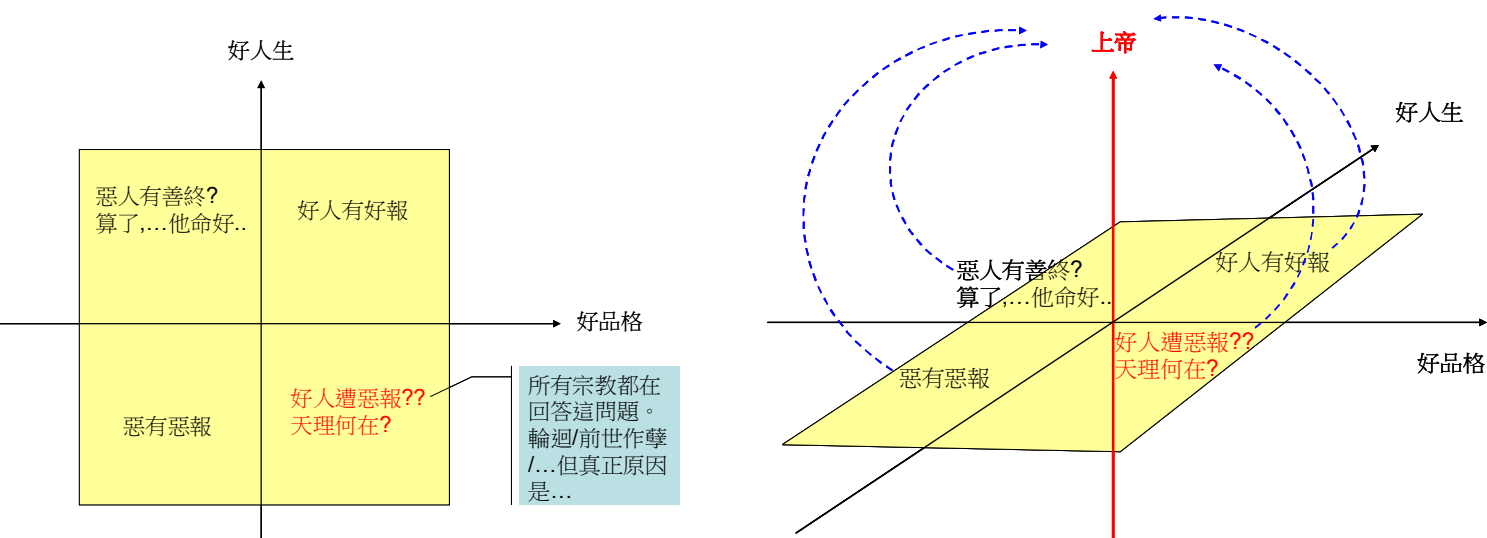 好人生
惡人有善終?
算了,…他命好..
好人有好報
好品格
惡有惡報
好人遭惡報??
天理何在?
所有宗教都在
回答這問題。
輪迴/前世作孽
/…但真正原因
是…
上帝
好人生
惡人有善終?
算了,…他命好..
好人有好報
好品格
惡有惡報
好人遭惡報??
天理何在?